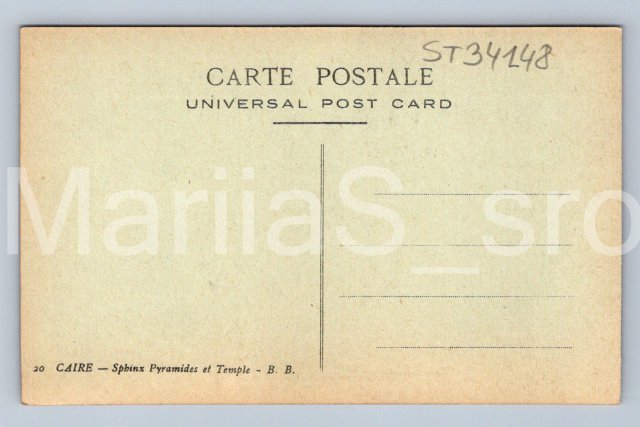 ST34148
CARTE POSTALE
UNIVERSAL POST CARD
MariiaS_sro
20 CAIRE — Sphinx Pyramides et Temple - B. B.